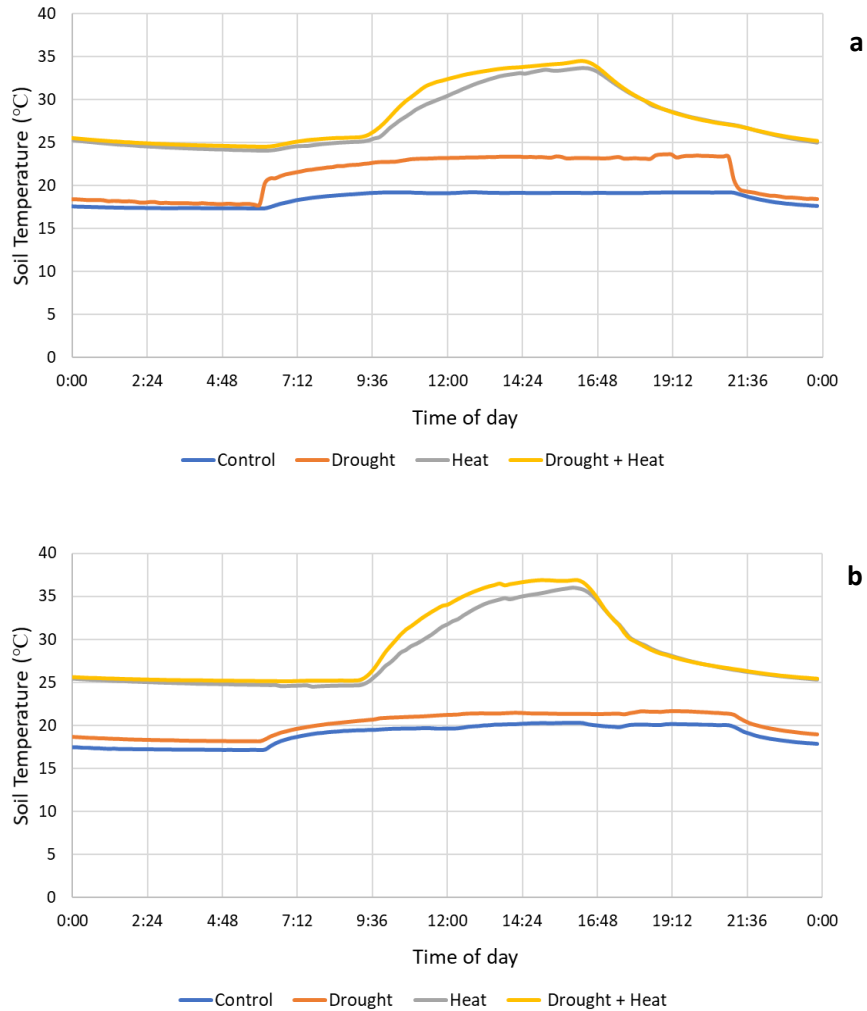 a
40
35
30
25
20
15
10
5
0
Soil Temperature (℃)
0:00 2:24 4:48 7:12 9:36 12:00 14:24 16:48 19:12 21:36 0:00
Time of day
Control Drought Heat Drought + Heat
b
40
35
30
25
20
15
10
5
0
Soil Temperature (℃)
0:00 2:24 4:48 7:12 9:36 12:00 14:24 16:48 19:12 21:36 0:00
Time of day
Control Drought Heat Drought + Heat